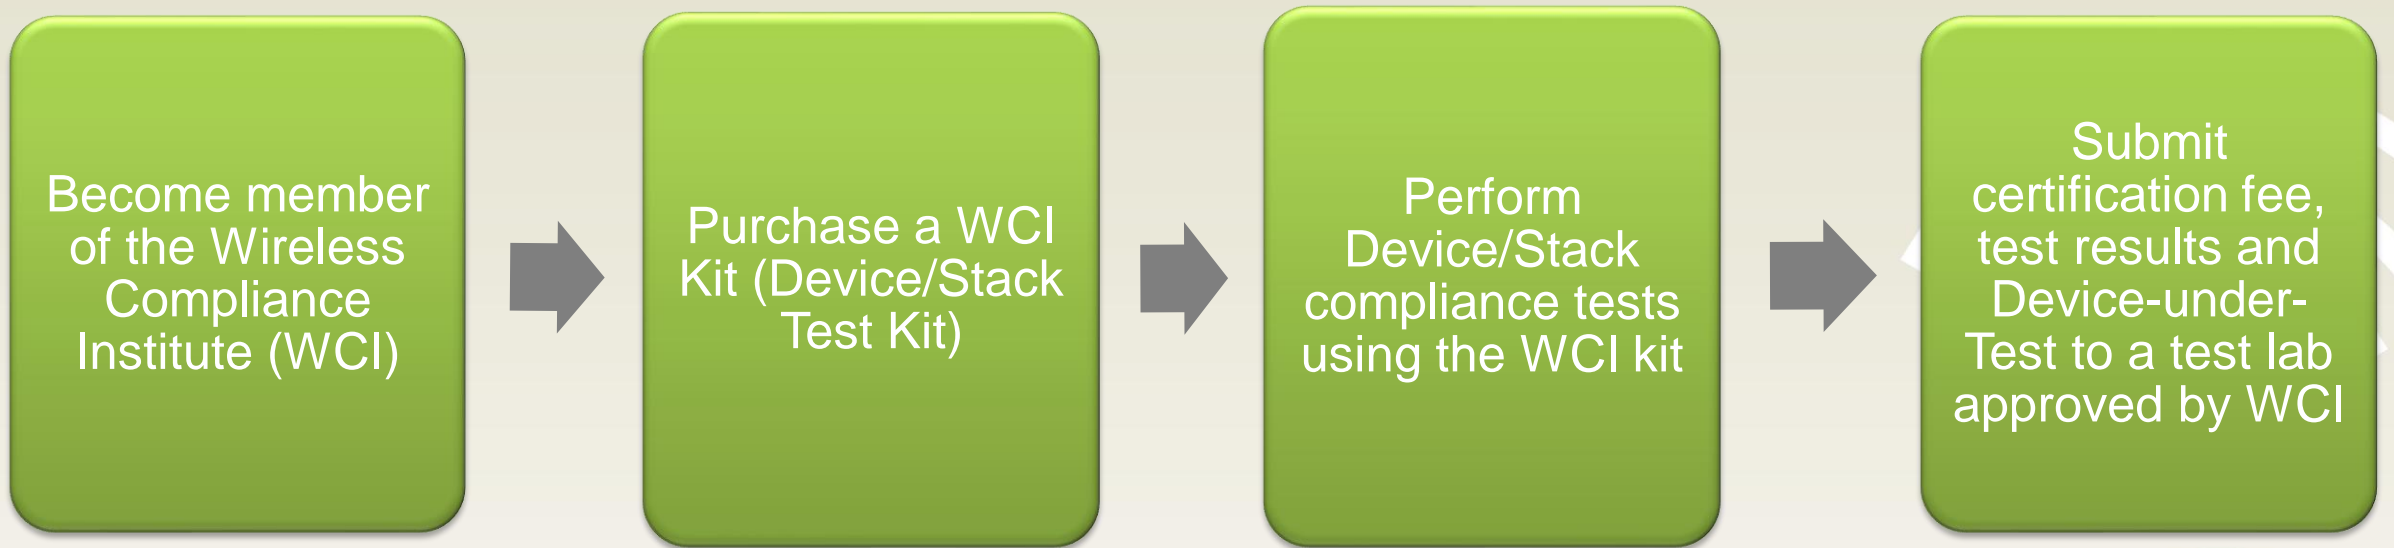 Become member
of the Wireless
Compliance
Institute (WCI)
Purchase a WCI
Kit (Device/Stack
Test Kit)
Perform
Device/Stack
compliance tests
using the WCI kit
Submit
certification fee,
test results and
Device-under-
Test to a test lab
approved by WCI